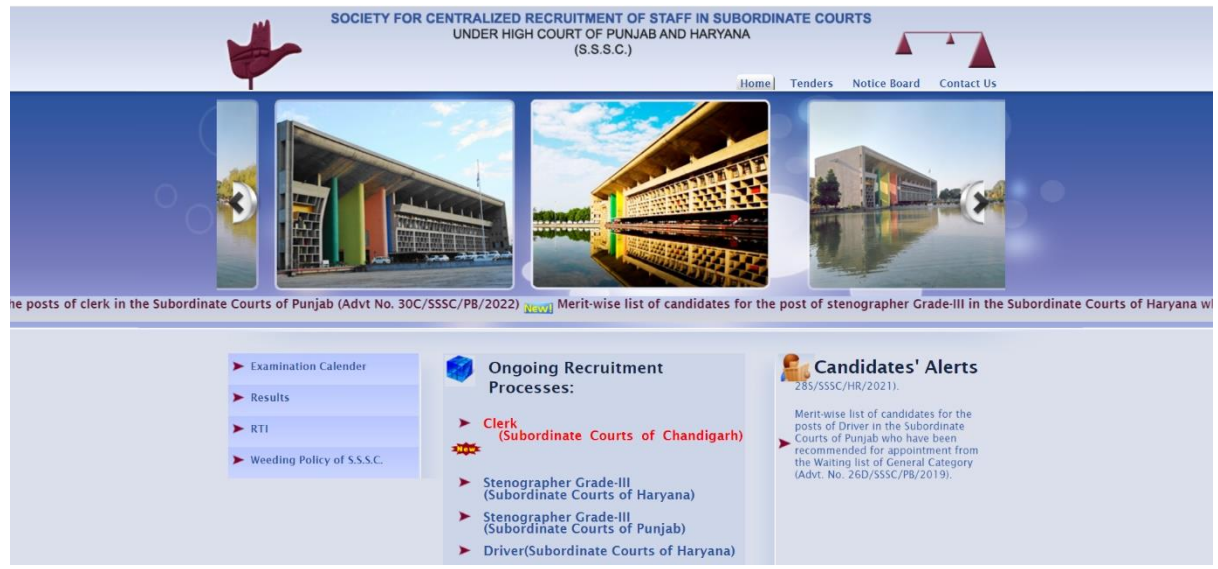 SOCIETY FOR CENTRALIZED RECRUITMENT OF STAFF IN SUBORDINATE COURTS
UNDER HIGH COURT OF PUNJAB AND HARYANA
(S.S.S.C.)
Home Tenders Notice Board Contact Us
he posts of clerk in the Subordinate Courts of Punjab (Advt No. 30C/SSSC/PB/2022) New! Merit-wise list of candidates for the post of stenographer Grade-III in the Subordinate Courts of Haryana wh
Examination Calender
Results
RTI
Weeding Policy of S.S.S.C.
Ongoing Recruitment
Processes:
Clerk
(Subordinate Courts of Chandigarh)
New
Stenographer Grade-III
(Subordinate Courts of Haryana)
Stenographer Grade-III
(Subordinate Courts of Punjab)
Driver(Subordinate Courts of Haryana)
Candidates' Alerts
28S/SSSC/HR/2021).
Merit-wise list of candidates for the
posts of Driver in the Subordinate
Courts of Punjab who have been
recommended for appointment from
the Waiting list of General Category
(Advt. No. 26D/SSSC/PB/2019).